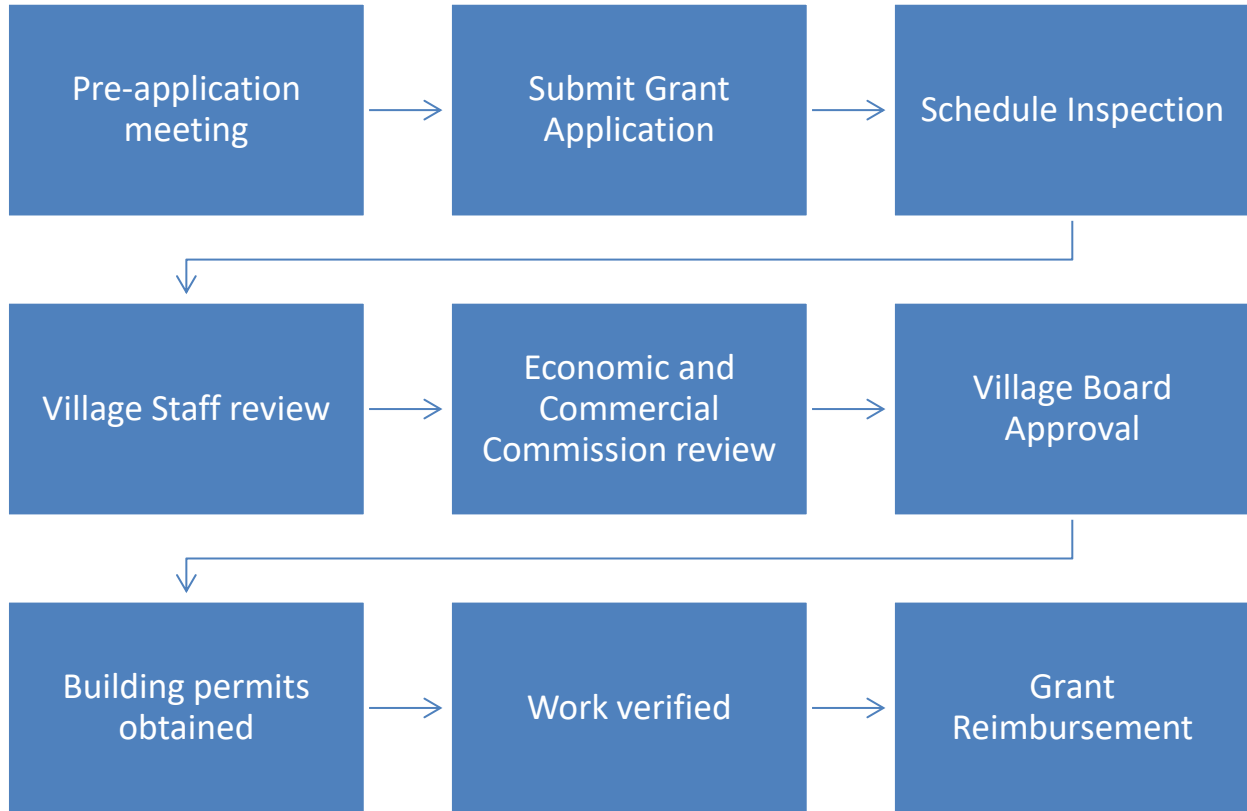 Pre-application
meeting
Submit Grant
Application
Schedule Inspection
Village Staff review
Economic and
Commercial
Commission review
Village Board
Approval
Building permits
obtained
Work verified
Grant
Reimbursement